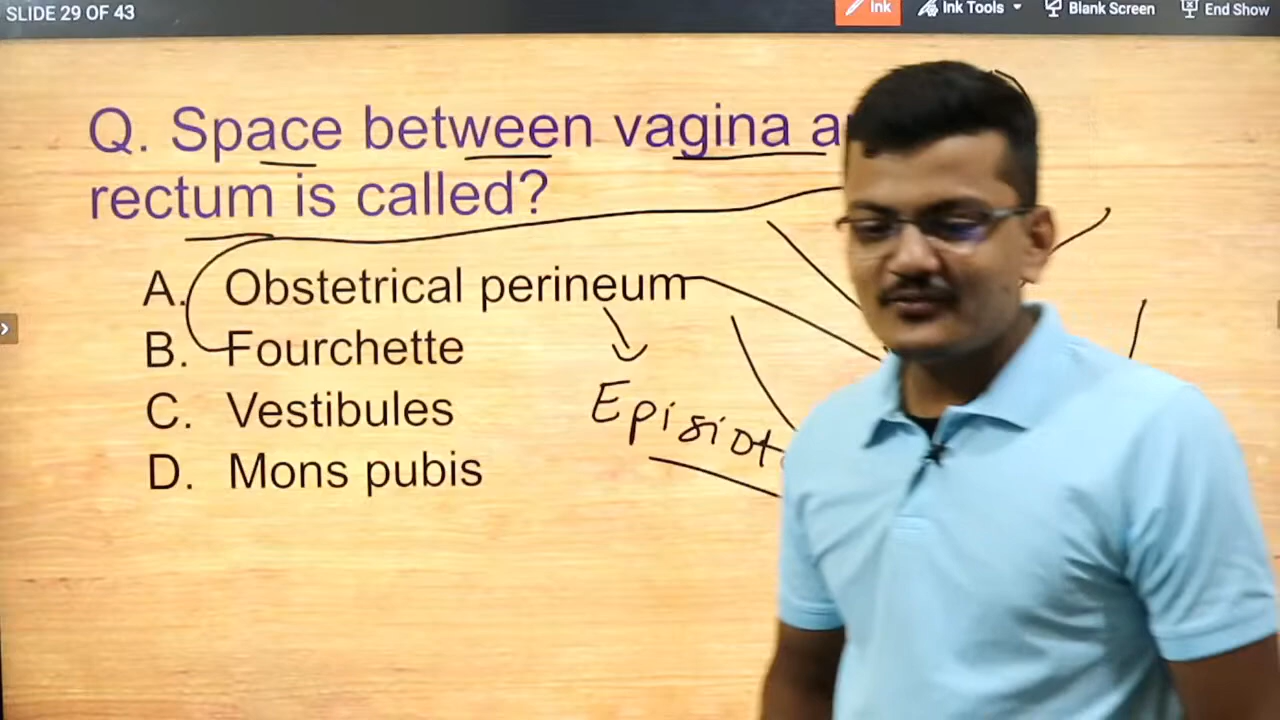 SLIDE 29 OF 43
Ink
Ink Tools
Blank Screen
End Show
Q. Space between vagina
rectum is called?
A. Obstetrical perineum
B. Fourchette
C. Vestibules
D. Mons pubis
Episiot